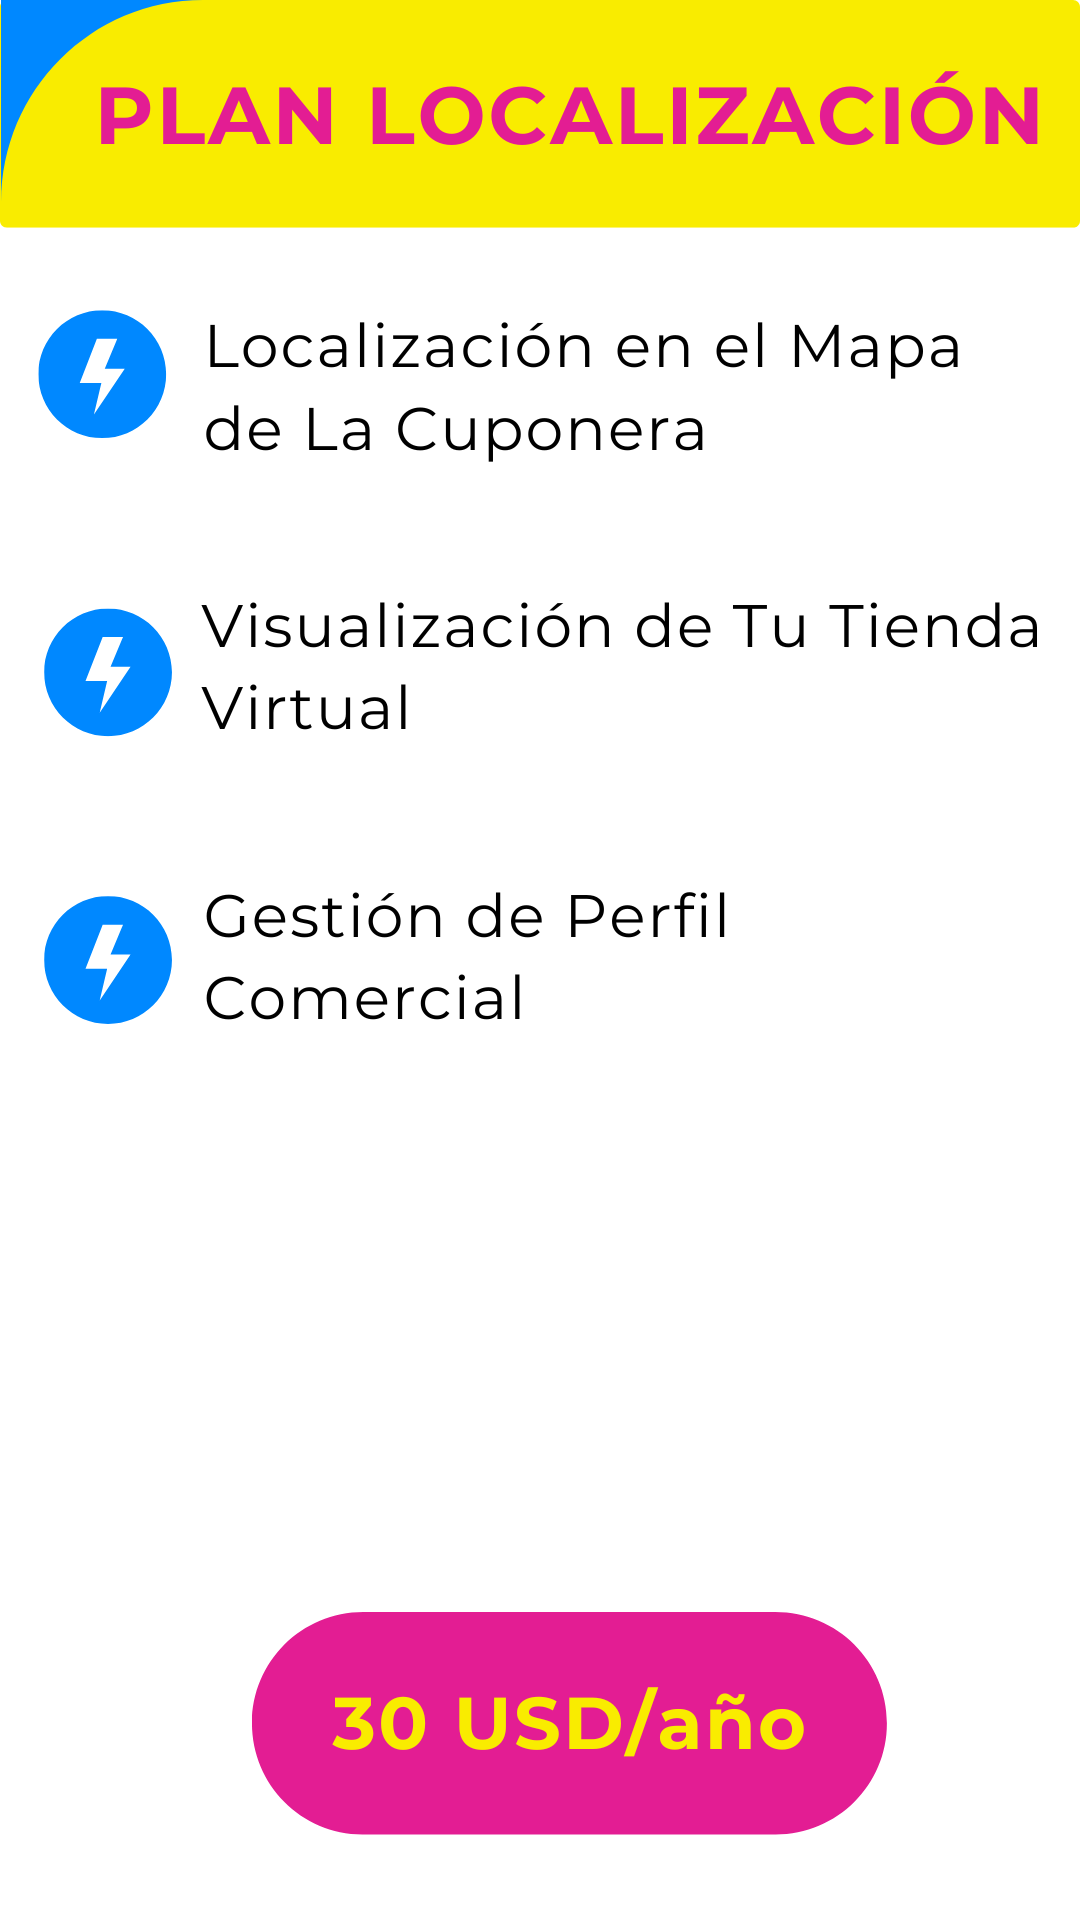 PLAN LOCALIZACIÓN
Localización en el Mapa
de La Cuponera
Visualización de Tu Tienda
Virtual
Gestión de Perfil
Comercial
30 USD/año